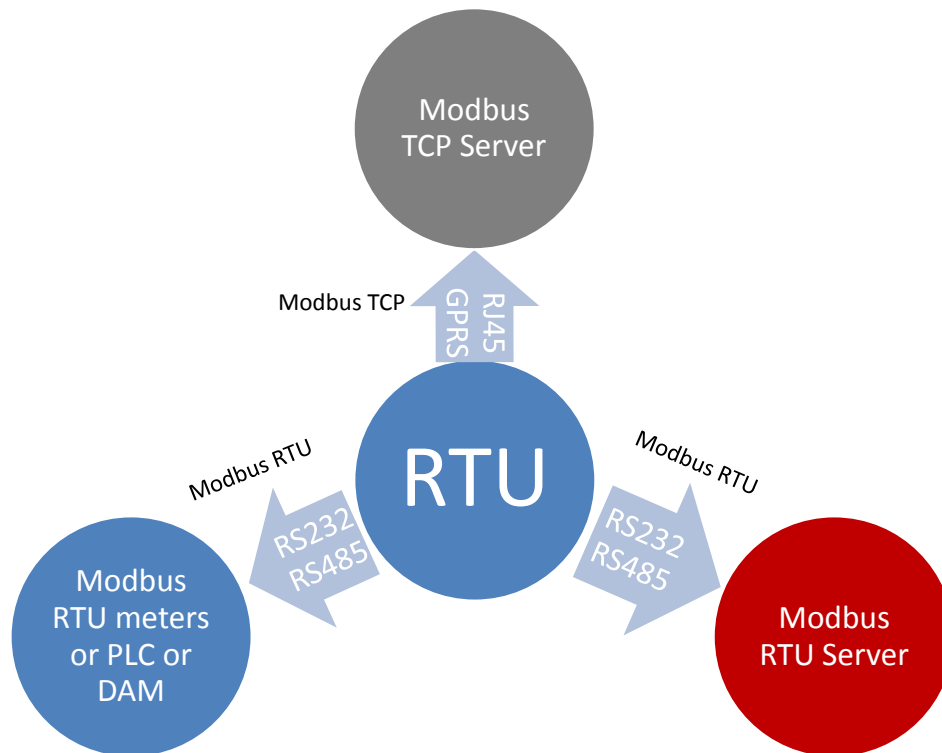 Modbus
TCP Server
Modbus TCP
RJ45
GPRS
RTU
Modbus RTU
RS232
RS485
Modbus RTU
RS232
RS485
Modbus
RTU meters
or PLC or
DAM
Modbus
RTU Server